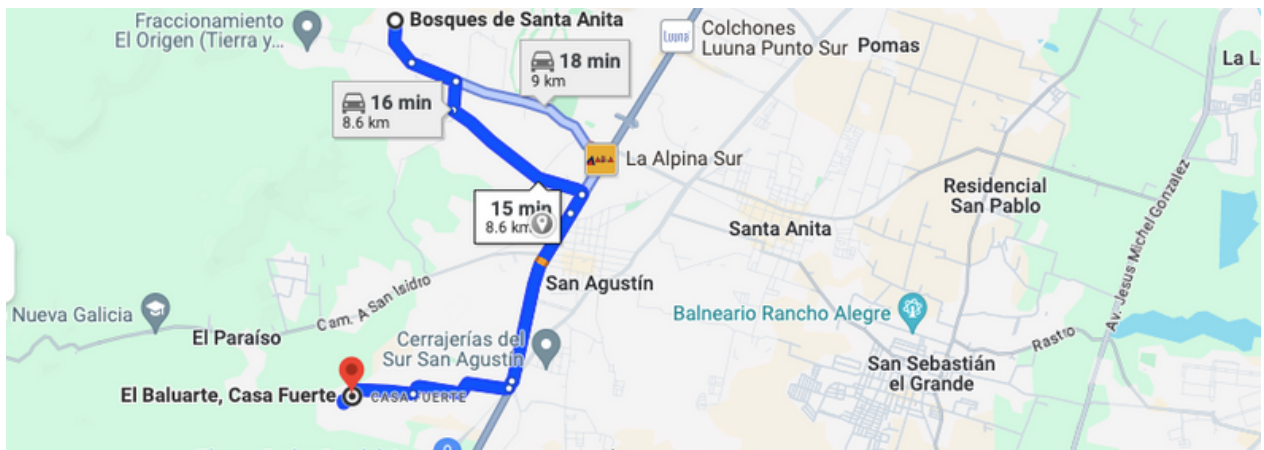 Fraccionamiento
El Origen (Tierra y...
Bosques de Santa Anita
Luuna
Colchones
Luuna Punto Sur
Pomas
La L
18 min
9 km
16 min
8.6 km
La Alpina Sur
15 min
8.6 km
Residencial
San Pablo
Santa Anita
Av. Jesus Michel Gonzalez
San Agustín
Cam. A San Isidro
Nueva Galicia
El Paraíso
Cerrajerías del
Sur San Agustín
Balneario Rancho Alegre
Rastro
San Sebastián
el Grande
El Baluarte, Casa Fuerte
CASA FUERTE